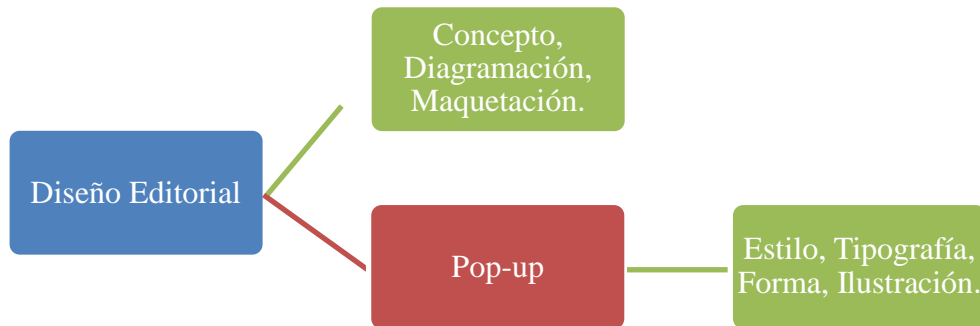 Concepto,
Diagramación,
Maquetación.
Diseño Editorial
Pop-up
Estilo, Tipografía,
Forma, Ilustración.